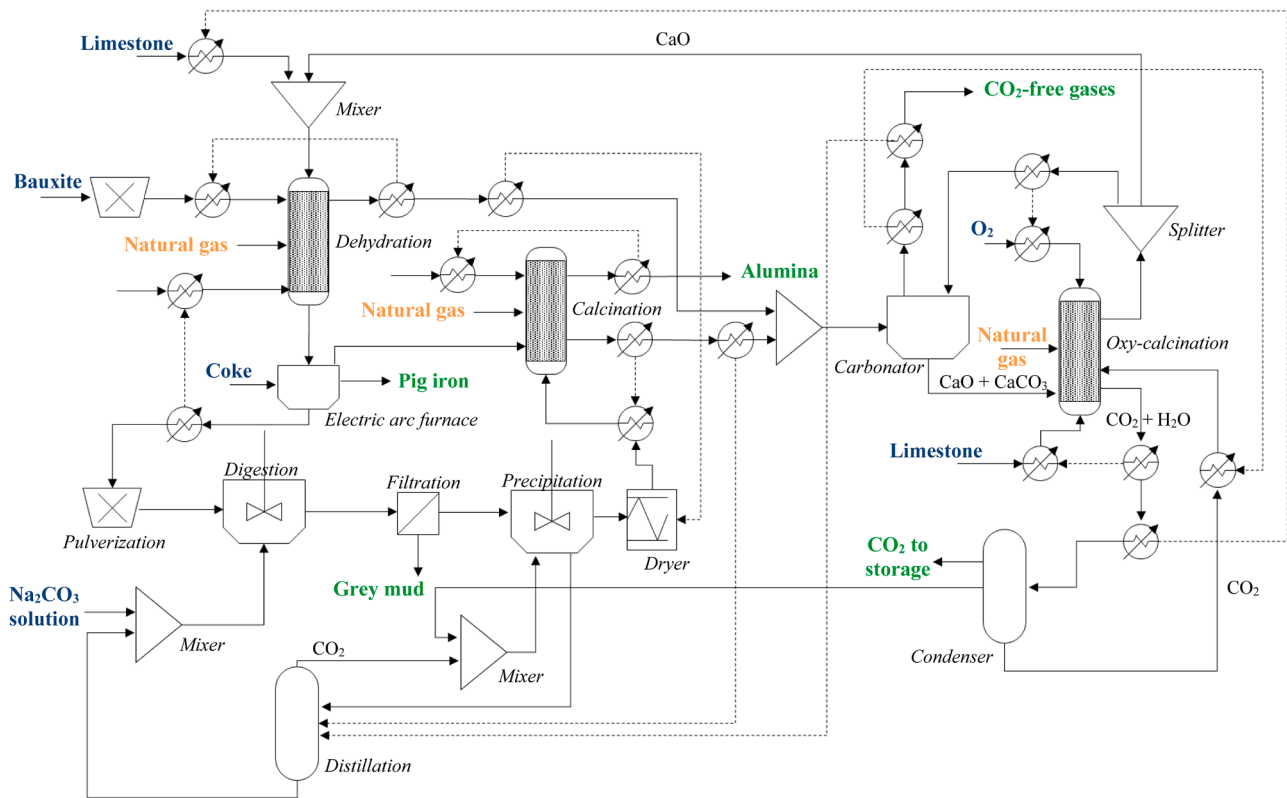 Limestone
CaO
Mixer
CO₂-free gases
Bauxite
Natural gas
Dehydration
O₂
Splitter
Alumina
Natural gas
Calcination
Carbonator
Natural
gas
Oxy-calcination
CaO + CaCO₃
Coke
Pig iron
Electric arc furnace
CO₂ + H₂O
Limestone
Digestion
Filtration
Precipitation
Pulverization
Dryer
Grey mud
CO₂ to
storage
CO₂
Na₂CO₃
solution
Mixer
CO₂
Mixer
Condenser
Distillation